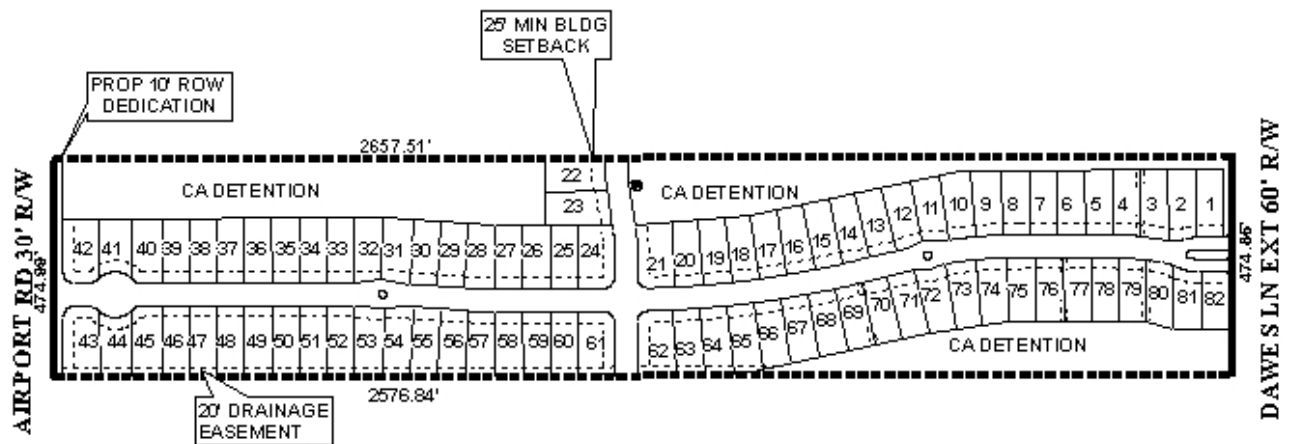 25' MIN BLDG
SETBACK
PROP 10' ROW
DEDICATION
2657.51'
AIRPORT RD 30' R/W
DAWES LN EXT 60' R/W
474.86'
CA DETENTION
22
23
CA DETENTION
42 41 40 39 38 37 36 35 34 33 32 31 30 29 28 27 26 25 24
21 20 19 18 17 16 15 14 13 12 11 10 9 8 7 6 5 4 3 2 1
43 44 45 46 47 48 49 50 51 52 53 54 55 56 57 58 59 60 61
62 63 64 65 66 67 68 69 70 71 72 73 74 75 76 77 78 79 80 81 82
CA DETENTION
2576.84'
20' DRAINAGE
EASEMENT